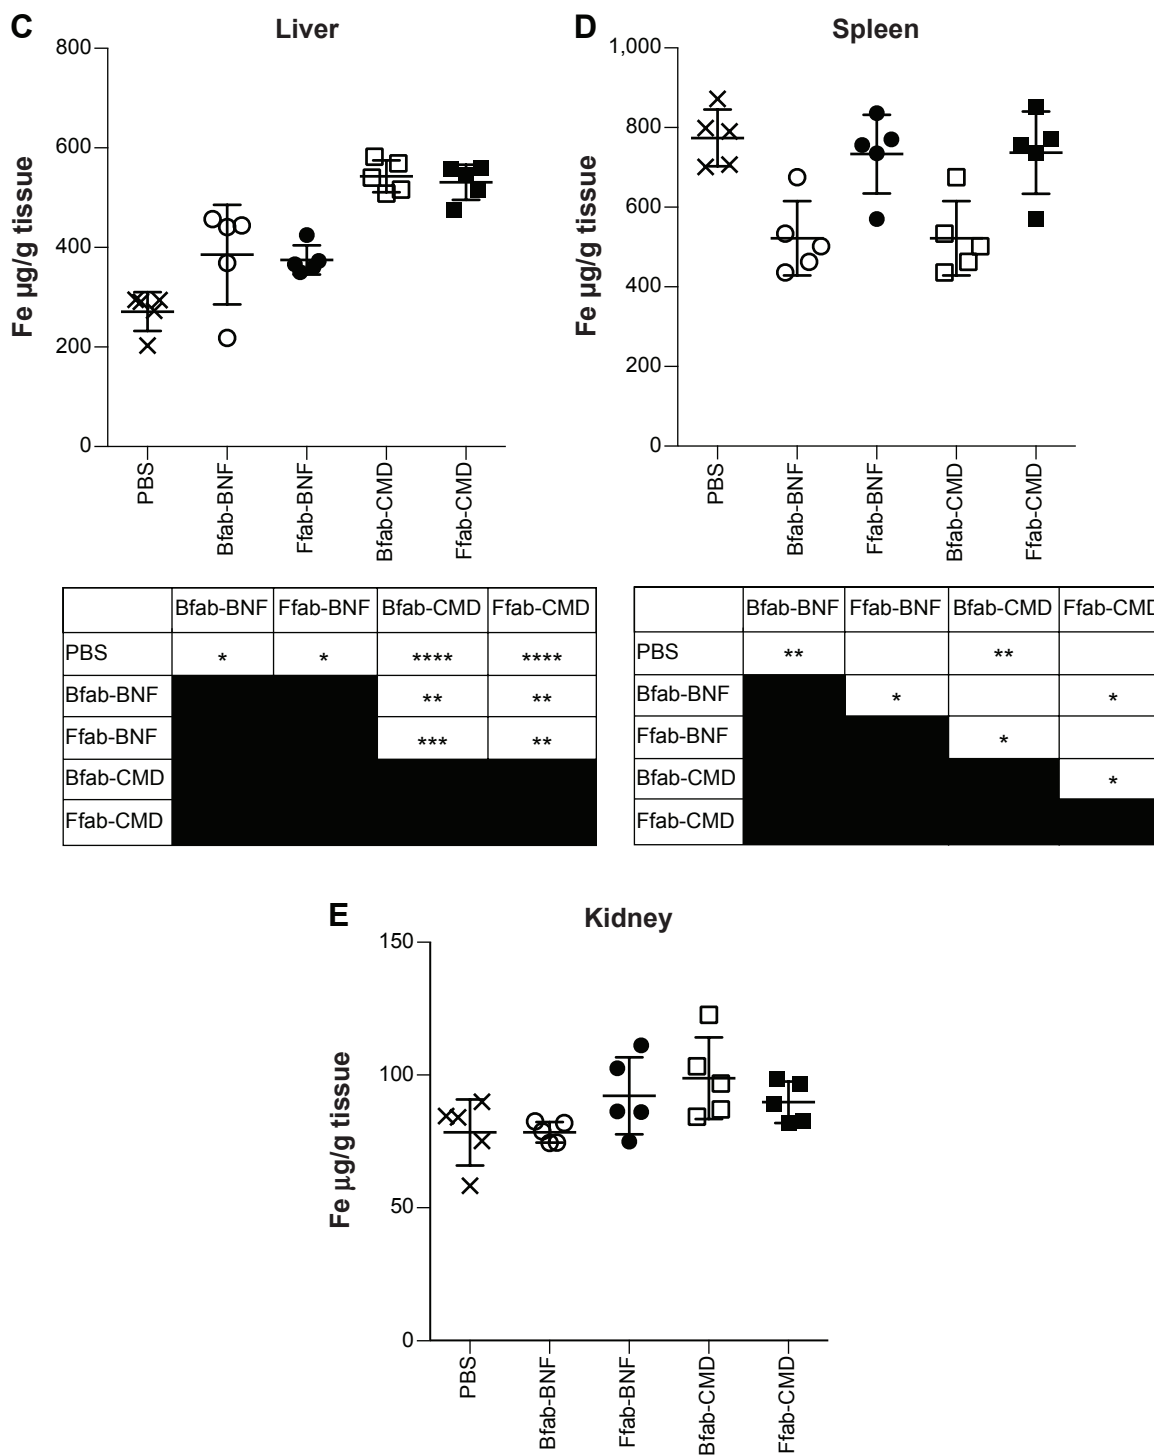 C Liver
800
600
400
200
0
Fe µg/g tissue
PBS
Bfab-BNF
Ffab-BNF
Bfab-CMD
Ffab-CMD
D Spleen
1,000
800
600
400
200
0
Fe µg/g tissue
PBS
Bfab-BNF
Ffab-BNF
Bfab-CMD
Ffab-CMD
Bfab-BNF Ffab-BNF Bfab-CMD Ffab-CMD
PBS * * **** ****
Bfab-BNF ** **
Ffab-BNF *** **
Bfab-CMD
Ffab-CMD
Bfab-BNF Ffab-BNF Bfab-CMD Ffab-CMD
PBS ** **
Bfab-BNF * *
Ffab-BNF *
Bfab-CMD *
Ffab-CMD
E Kidney
150
100
50
0
Fe µg/g tissue
PBS
Bfab-BNF
Ffab-BNF
Bfab-CMD
Ffab-CMD